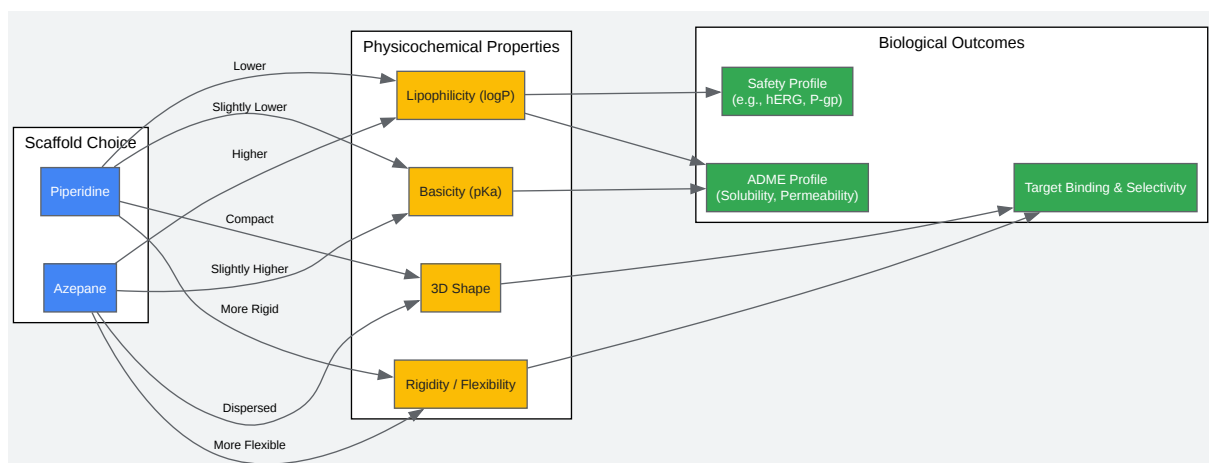 Scaffold Choice
Piperidine
Azepane
Lower
Slightly Lower
Higher
Compact
Slightly Higher
More Rigid
Dispersed
More Flexible
Physicochemical Properties
Lipophilicity (logP)
Basicity (pKa)
3D Shape
Rigidity / Flexibility
Biological Outcomes
Safety Profile
(e.g., hERG, P-gp)
ADME Profile
(Solubility, Permeability)
Target Binding & Selectivity